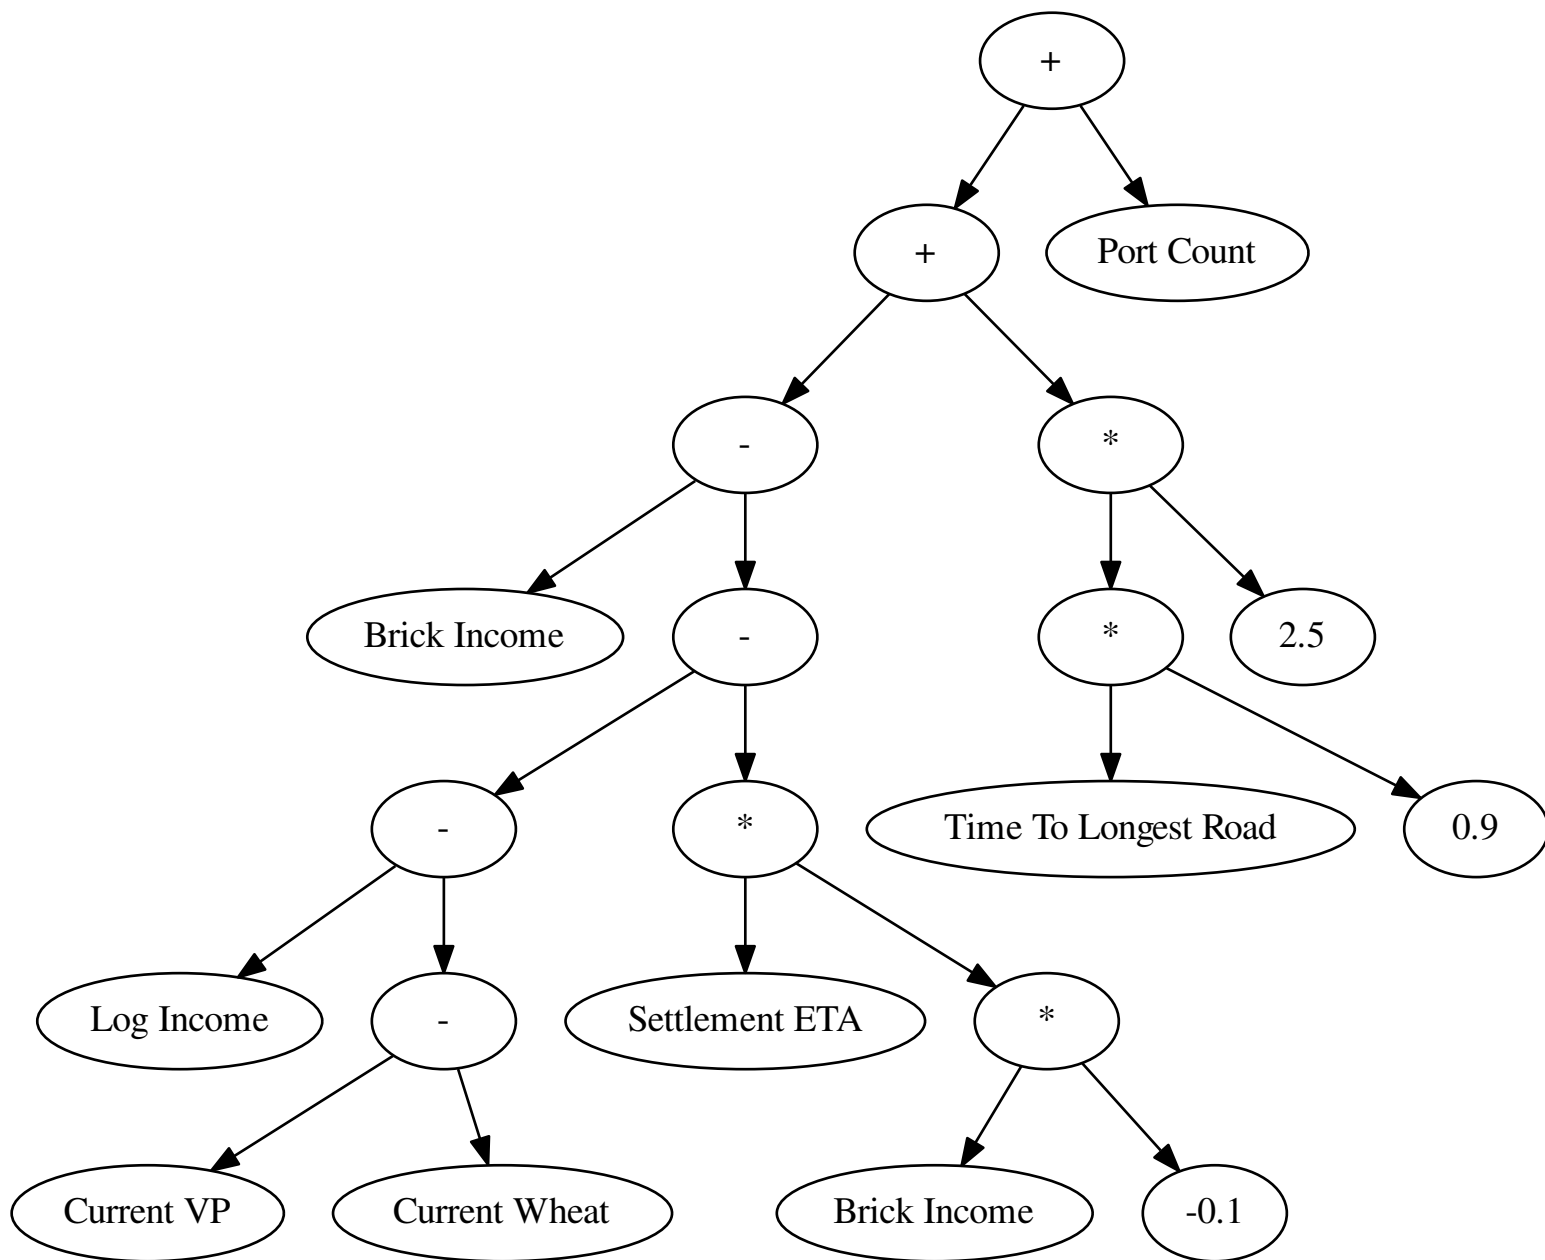 +
+
Port Count
-
*
Brick Income
-
*
2.5
-
*
Time To Longest Road
0.9
Log Income
-
Settlement ETA
*
Current VP
Current Wheat
Brick Income
-0.1